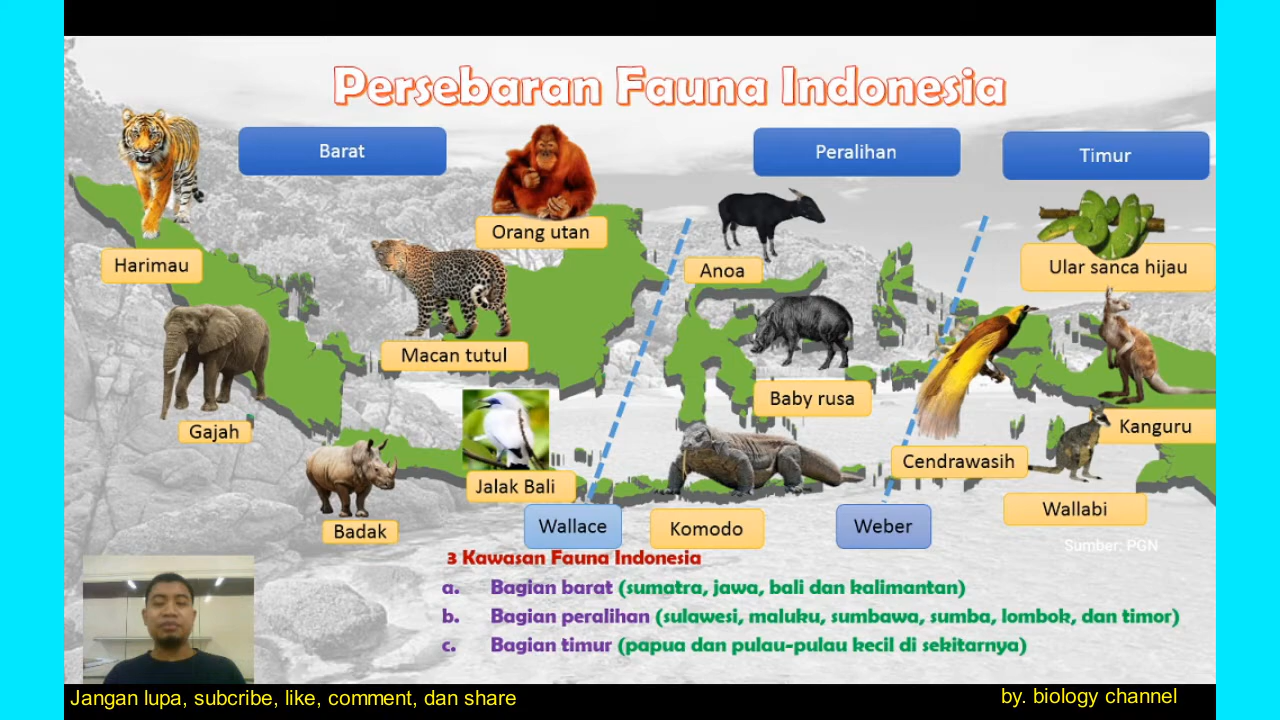 Persebaran Fauna Indonesia
Barat
Peralihan
Timur
Orang utan
Harimau
Anoa
Ular sanca hijau
Macan tutul
Baby rusa
Gajah
Kanguru
Cendrawasih
Jalak Bali
Wallabi
Badak
Wallace
Komodo
Weber
Sumber: PGN
3 Kawasan Fauna Indonesia
a. Bagian barat (sumatra, jawa, bali dan kalimantan)
b. Bagian peralihan (sulawesi, maluku, sumbawa, sumba, lombok, dan timor)
c. Bagian timur (papua dan pulau-pulau kecil di sekitarnya)
Jangan lupa, subcribe, like, comment, dan share
by. biology channel